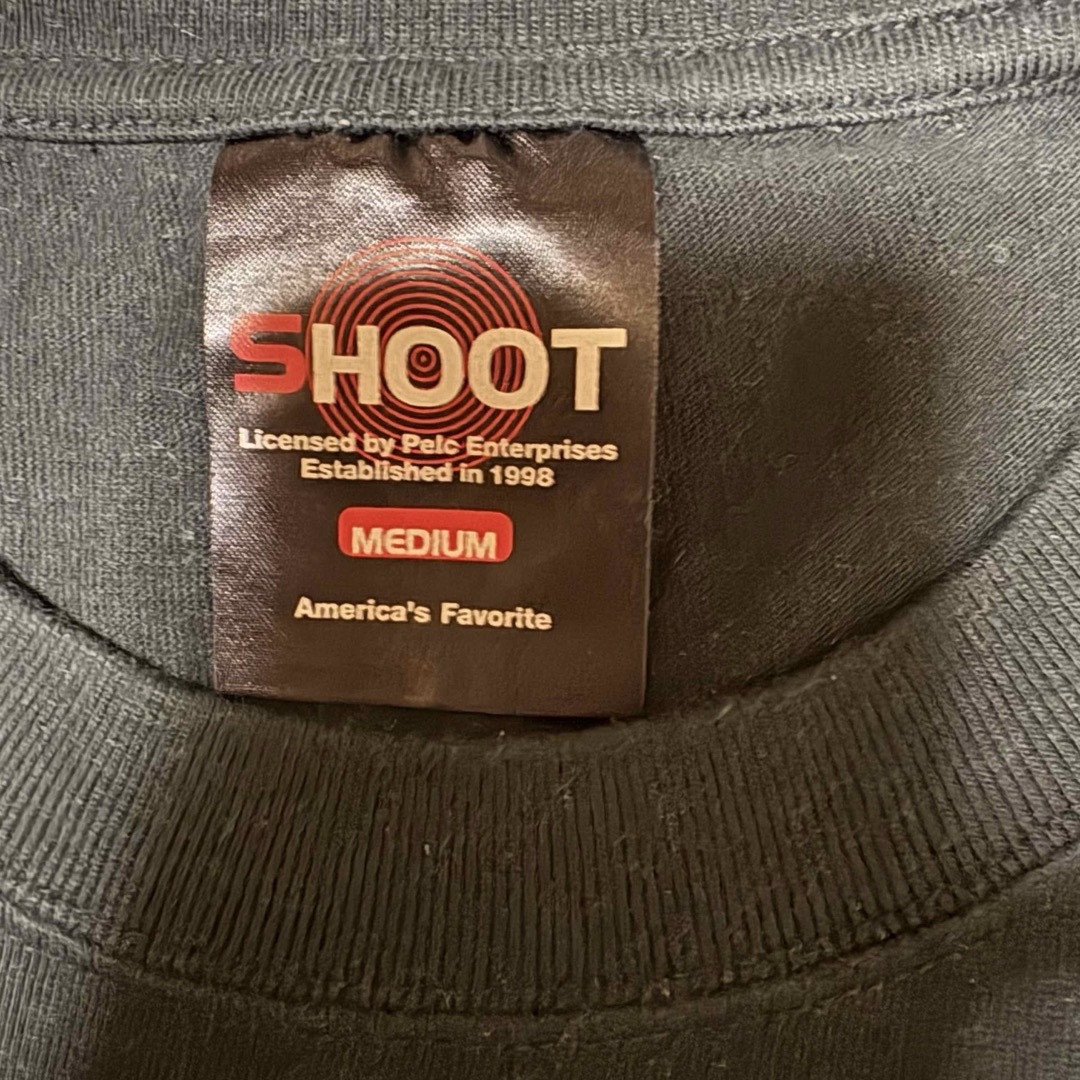 SHOOT
Licensed by Pelc Enterprises
Established in 1998
MEDIUM
America's Favorite